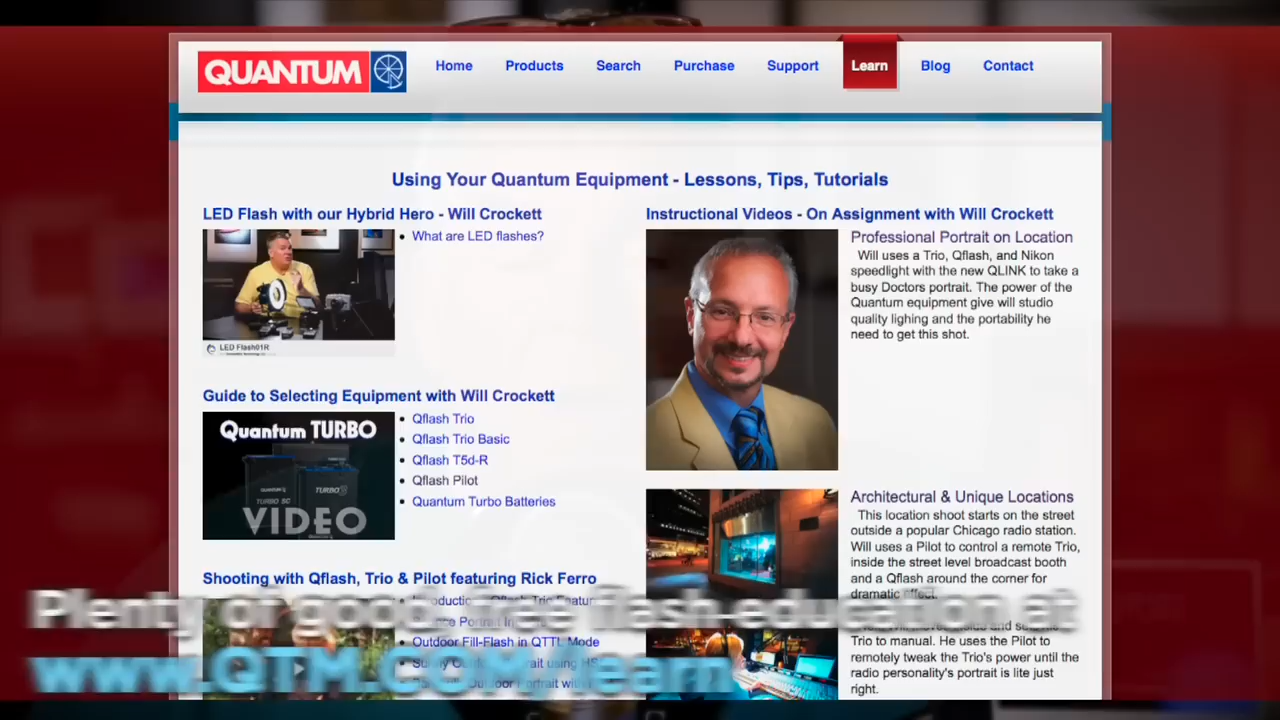 QUANTUM
Home
Products
Search
Purchase
Support
Learn
Blog
Contact
Using Your Quantum Equipment - Lessons, Tips, Tutorials
LED Flash with our Hybrid Hero - Will Crockett
What are LED flashes?
LED Flash01R
Guide to Selecting Equipment with Will Crockett
Quantum TURBO
QUANTUM
TURBO SC
TURBO
VIDEO
Qflash Trio
Qflash Trio Basic
Qflash T5d-R
Qflash Pilot
Quantum Turbo Batteries
Shooting with Qflash, Trio & Pilot featuring Rick Ferro
Outdoor Fill-Flash in QTTL Mode
Instructional Videos - On Assignment with Will Crockett
Professional Portrait on Location
Will uses a Trio, Qflash, and Nikon
speedlight with the new QLINK to take a
busy Doctors portrait. The power of the
Quantum equipment give will studio
quality lighing and the portability he
need to get this shot.
Architectural & Unique Locations
This location shoot starts on the street
outside a popular Chicago radio station.
Will uses a Pilot to control a remote Trio,
inside the street level broadcast booth
and a Qflash around the corner for
dramatic effect.
Trio to manual. He uses the Pilot to
remotely tweak the Trio's power until the
radio personality's portrait is lite just
right.
Plenty of good, free flash education at
www.QTM.COM/Learn